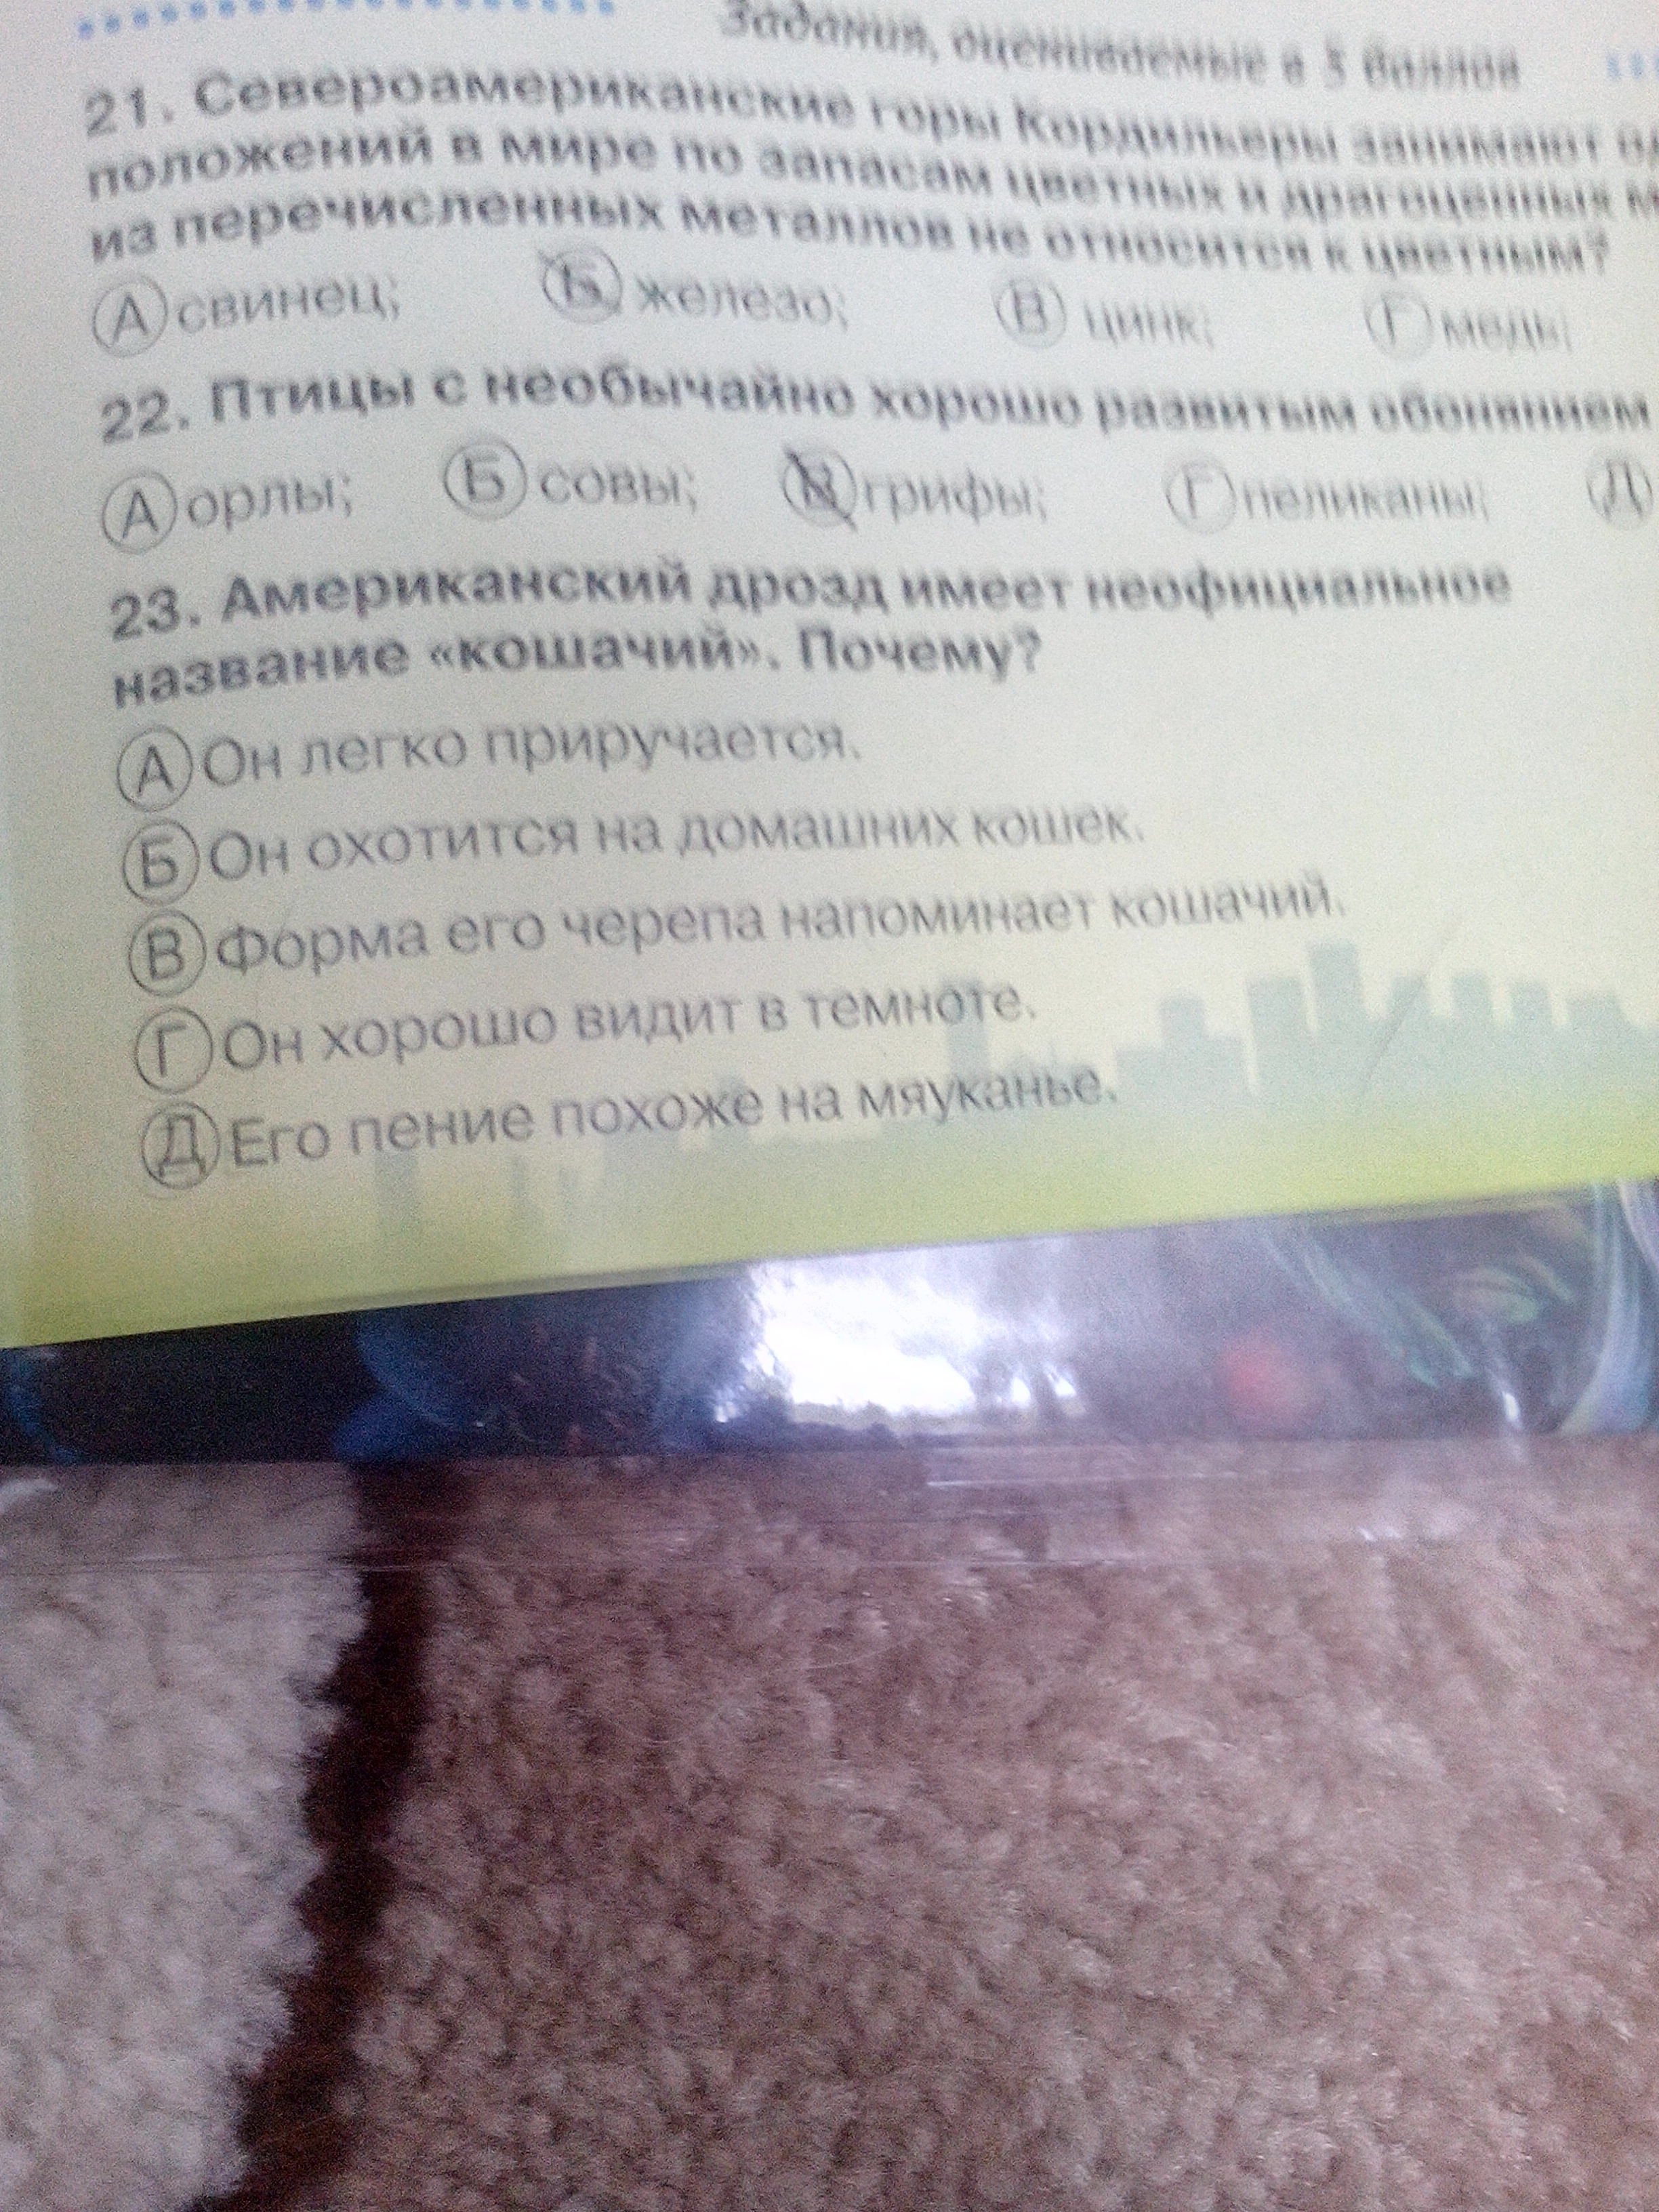 Задания, оцениваемые в 5 баллов
21. Североамериканские горы Кордильеры занимают
положений в мире по запасам цветных и драгоценных
из перечисленных металлов не относится к цветным?
А свинец; Б железо; В цинк; Г медь;
22. Птицы с необычайно хорошо развитым обонянием
А орлы; Б совы; В грифы; Г пеликаны; Д
23. Американский дрозд имеет неофициальное
название «кошачий». Почему?
А Он легко приручается.
Б Он охотится на домашних кошек.
В Форма его черепа напоминает кошачий.
Г Он хорошо видит в темноте.
Д Его пение похоже на мяуканье.